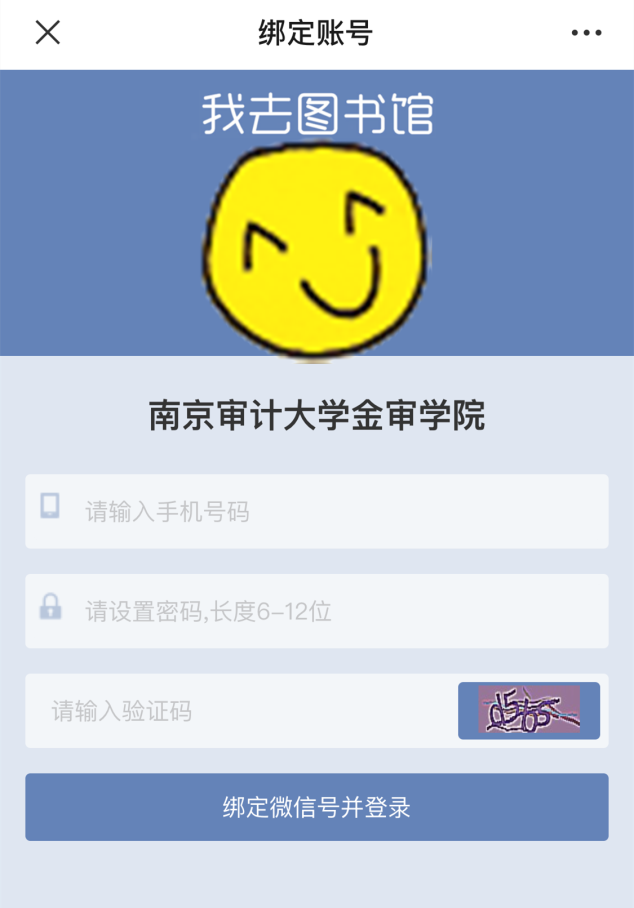 绑定账号
我去图书馆
南京审计大学金审学院
请输入手机号码
请设置密码,长度6–12位
请输入验证码
绑定微信号并登录